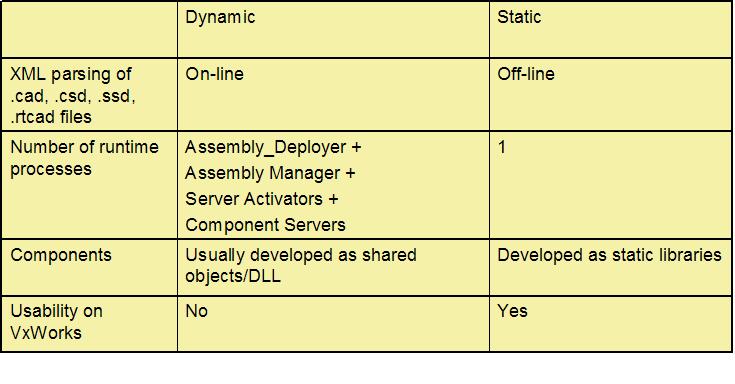 Dynamic
Static
XML parsing of
.cad, .csd, .ssd,
.rtcad files
On-line
Off-line
Number of runtime
processes
Assembly_Deployer +
Assembly Manager +
Server Activators +
Component Servers
1
Components
Usually developed as shared
objects/DLL
Developed as static libraries
Usability on
VxWorks
No
Yes